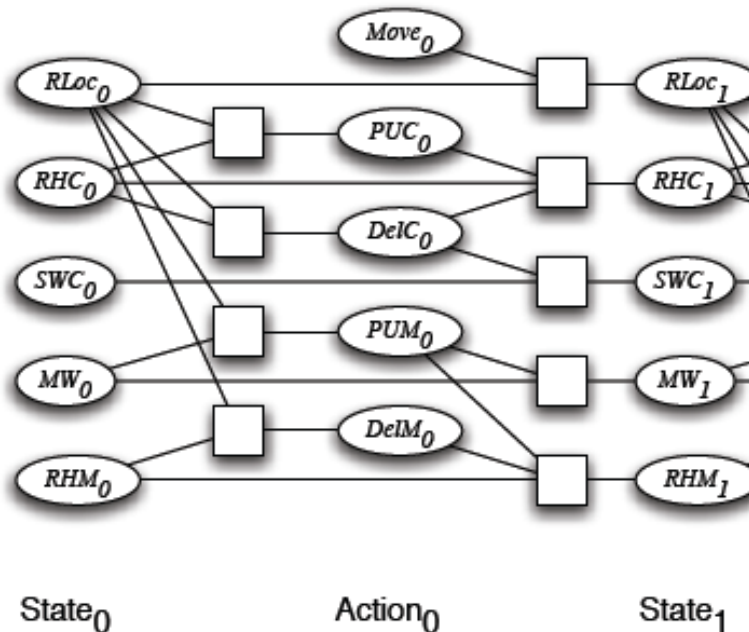 Move0
RLoc0 RLoc1
PUC0
RHC0 RHC1
DelC0
SWC0 SWC1
PUM0
MW0 MW1
DelM0
RHM0 RHM1
State0 Action0 State1